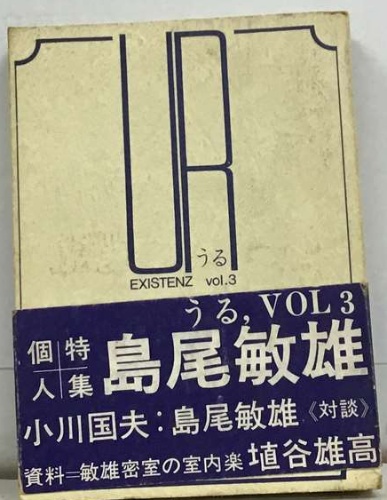 UR
うる
EXISTENZ vol.3
うる, VOL 3
個人特集 島尾敏雄
小川国夫：島尾敏雄《対談》
資料＝敏雄密室の室内楽 埴谷雄高